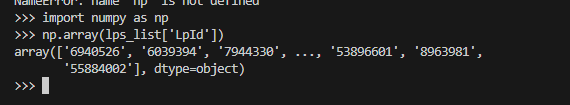 NameError: name 'np' is not defined
>>> import numpy as np
>>> np.array(lps_list['LpId'])
array(['6940526', '6039394', '7944330', ..., '53896601', '8963981',
       '55884002'], dtype=object)
>>>